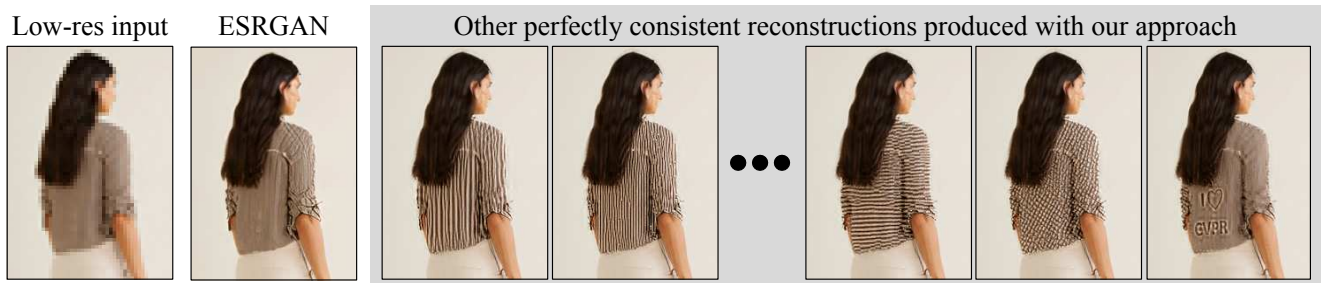 Low-res input
ESRGAN
Other perfectly consistent reconstructions produced with our approach
I♡
CVPR